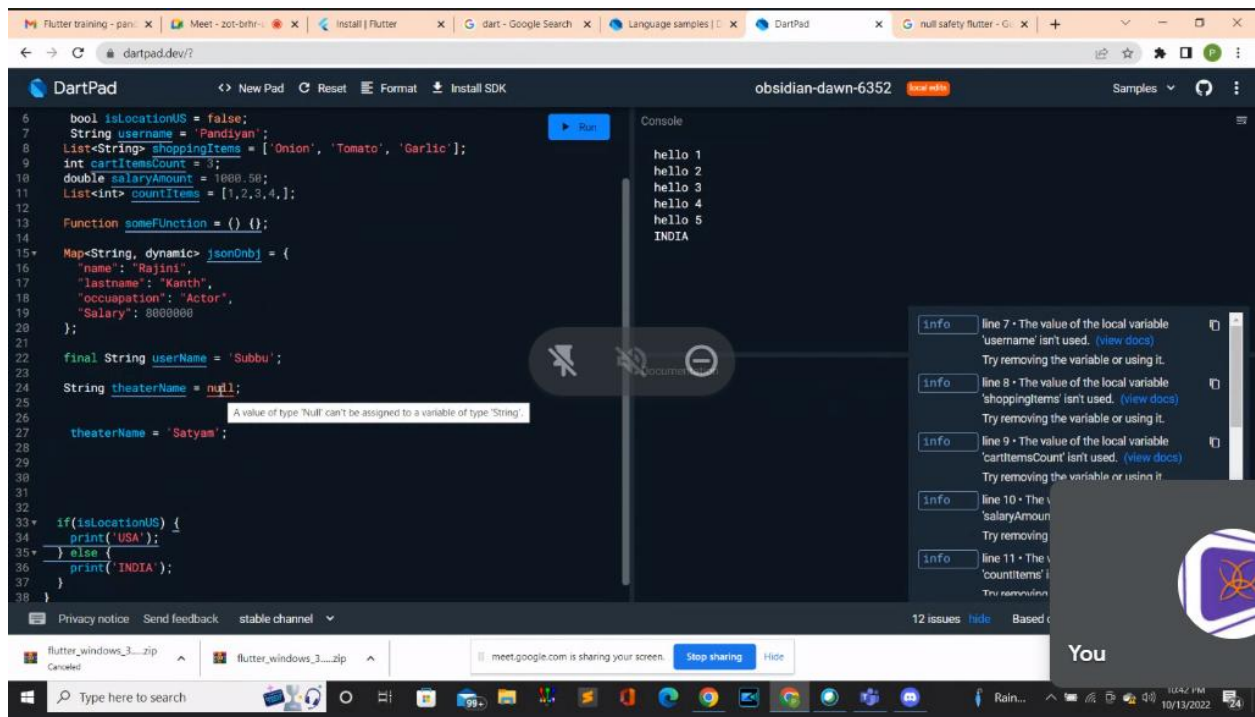 Flutter training - pand
Meet - zot-brhr-
Install | Flutter
dart - Google Search
Language samples | D
DartPad
null safety flutter - Go
dartpad.dev/?
DartPad
<> New Pad
Reset
Format
Install SDK
obsidian-dawn-6352
local edits
Samples
6 bool isLocationUS = false;
7 String username = 'Pandiyan';
8 List<String> shoppingItems = ['Onion', 'Tomato', 'Garlic'];
9 int cartItemsCount = 3;
10 double salaryAmount = 1000.50;
11 List<int> countItems = [1,2,3,4,];
12
13 Function someFUnction = () {};
14
15 Map<String, dynamic> jsonOnbj = {
16 "name": "Rajini",
17 "lastname": "Kanth",
18 "occuapation": "Actor",
19 "Salary": 8000000
20 };
21
22 final String userName = 'Subbu';
23
24 String theaterName = null;
25
A value of type 'Null' can't be assigned to a variable of type 'String'.
26
27 theaterName = 'Satyam';
28
29
30
31
32
33 if(isLocationUS) {
34 print('USA');
35 } else {
36 print('INDIA');
37 }
38 }
Run
Console
hello 1
hello 2
hello 3
hello 4
hello 5
INDIA
Documentation
info line 7 • The value of the local variable
'username' isn't used. (view docs)
Try removing the variable or using it.
info line 8 • The value of the local variable
'shoppingItems' isn't used. (view docs)
Try removing the variable or using it.
info line 9 • The value of the local variable
'cartItemsCount' isn't used. (view docs)
Try removing the variable or using it.
info line 10 • The v
'salaryAmoun
Try removing
info line 11 • The v
'countItems' i
Try removing
Privacy notice
Send feedback
stable channel
12 issues
hide
Based
You
flutter_windows_3.....zip
Canceled
flutter_windows_3.....zip
meet.google.com is sharing your screen.
Stop sharing
Hide
Type here to search
99+
Rain...
10:42 PM
10/13/2022
24